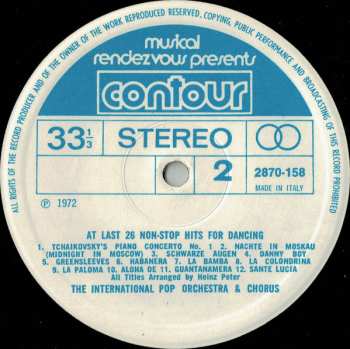 ALL RIGHTS OF THE RECORD PRODUCER AND OF THE OWNER OF THE WORK REPRODUCED RESERVED. COPYING, PUBLIC PERFORMANCE AND BROADCASTING OF THIS RECORD PROHIBITED
musical
rendezvous presents
contour
33 1/3 STEREO
2 2870-158
MADE IN ITALY
℗ 1972
AT LAST 26 NON-STOP HITS FOR DANCING
1. TCHAIKOVSKY'S PIANO CONCERTO No. 1 2. NACHTE IN MOSKAU
(MIDNIGHT IN MOSCOW) 3. SCHWARZE AUGEN 4. DANNY BOY
5. GREENSLEEVES 6. HABANERA 7. LA BAMBA 8. LA COLONDRINA
9. LA PALOMA 10. ALOHA OE 11. GUANTANAMERA 12. SANTE LUCIA
All Titles Arranged by Heinz Peter
THE INTERNATIONAL POP ORCHESTRA & CHORUS